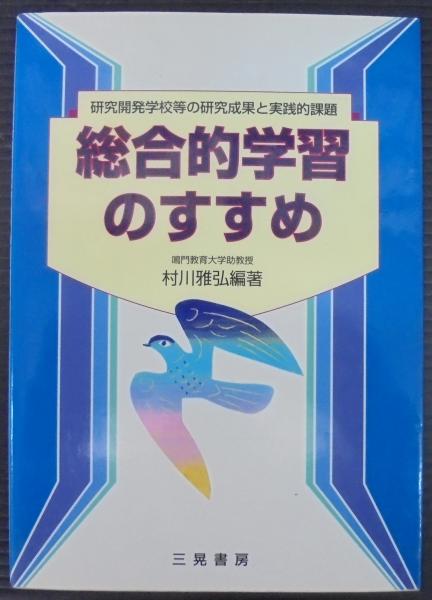 研究開発学校等の研究成果と実践的課題
総合的学習
のすすめ
鳴門教育大学助教授
村川雅弘編著
三晃書房